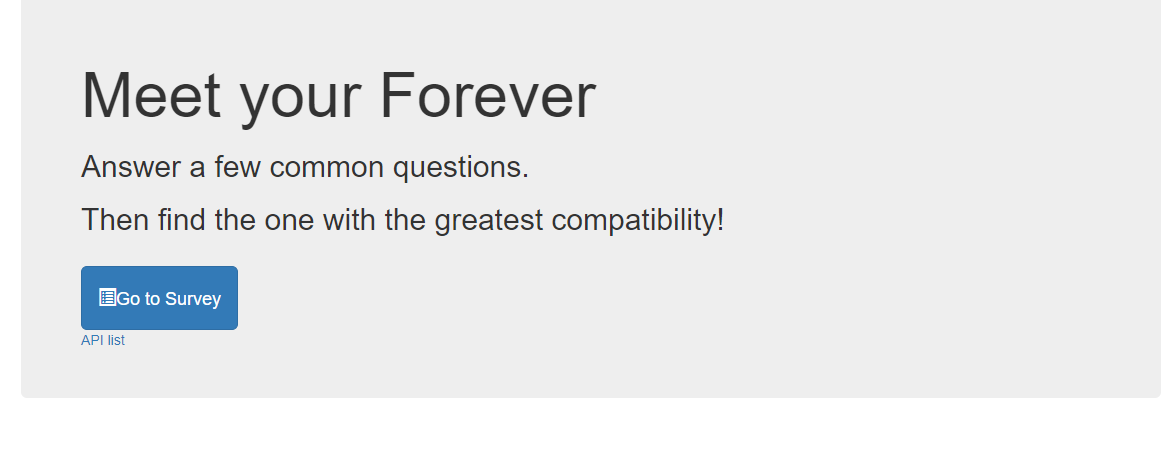 Meet your Forever
Answer a few common questions.
Then find the one with the greatest compatibility!
Go to Survey
API list